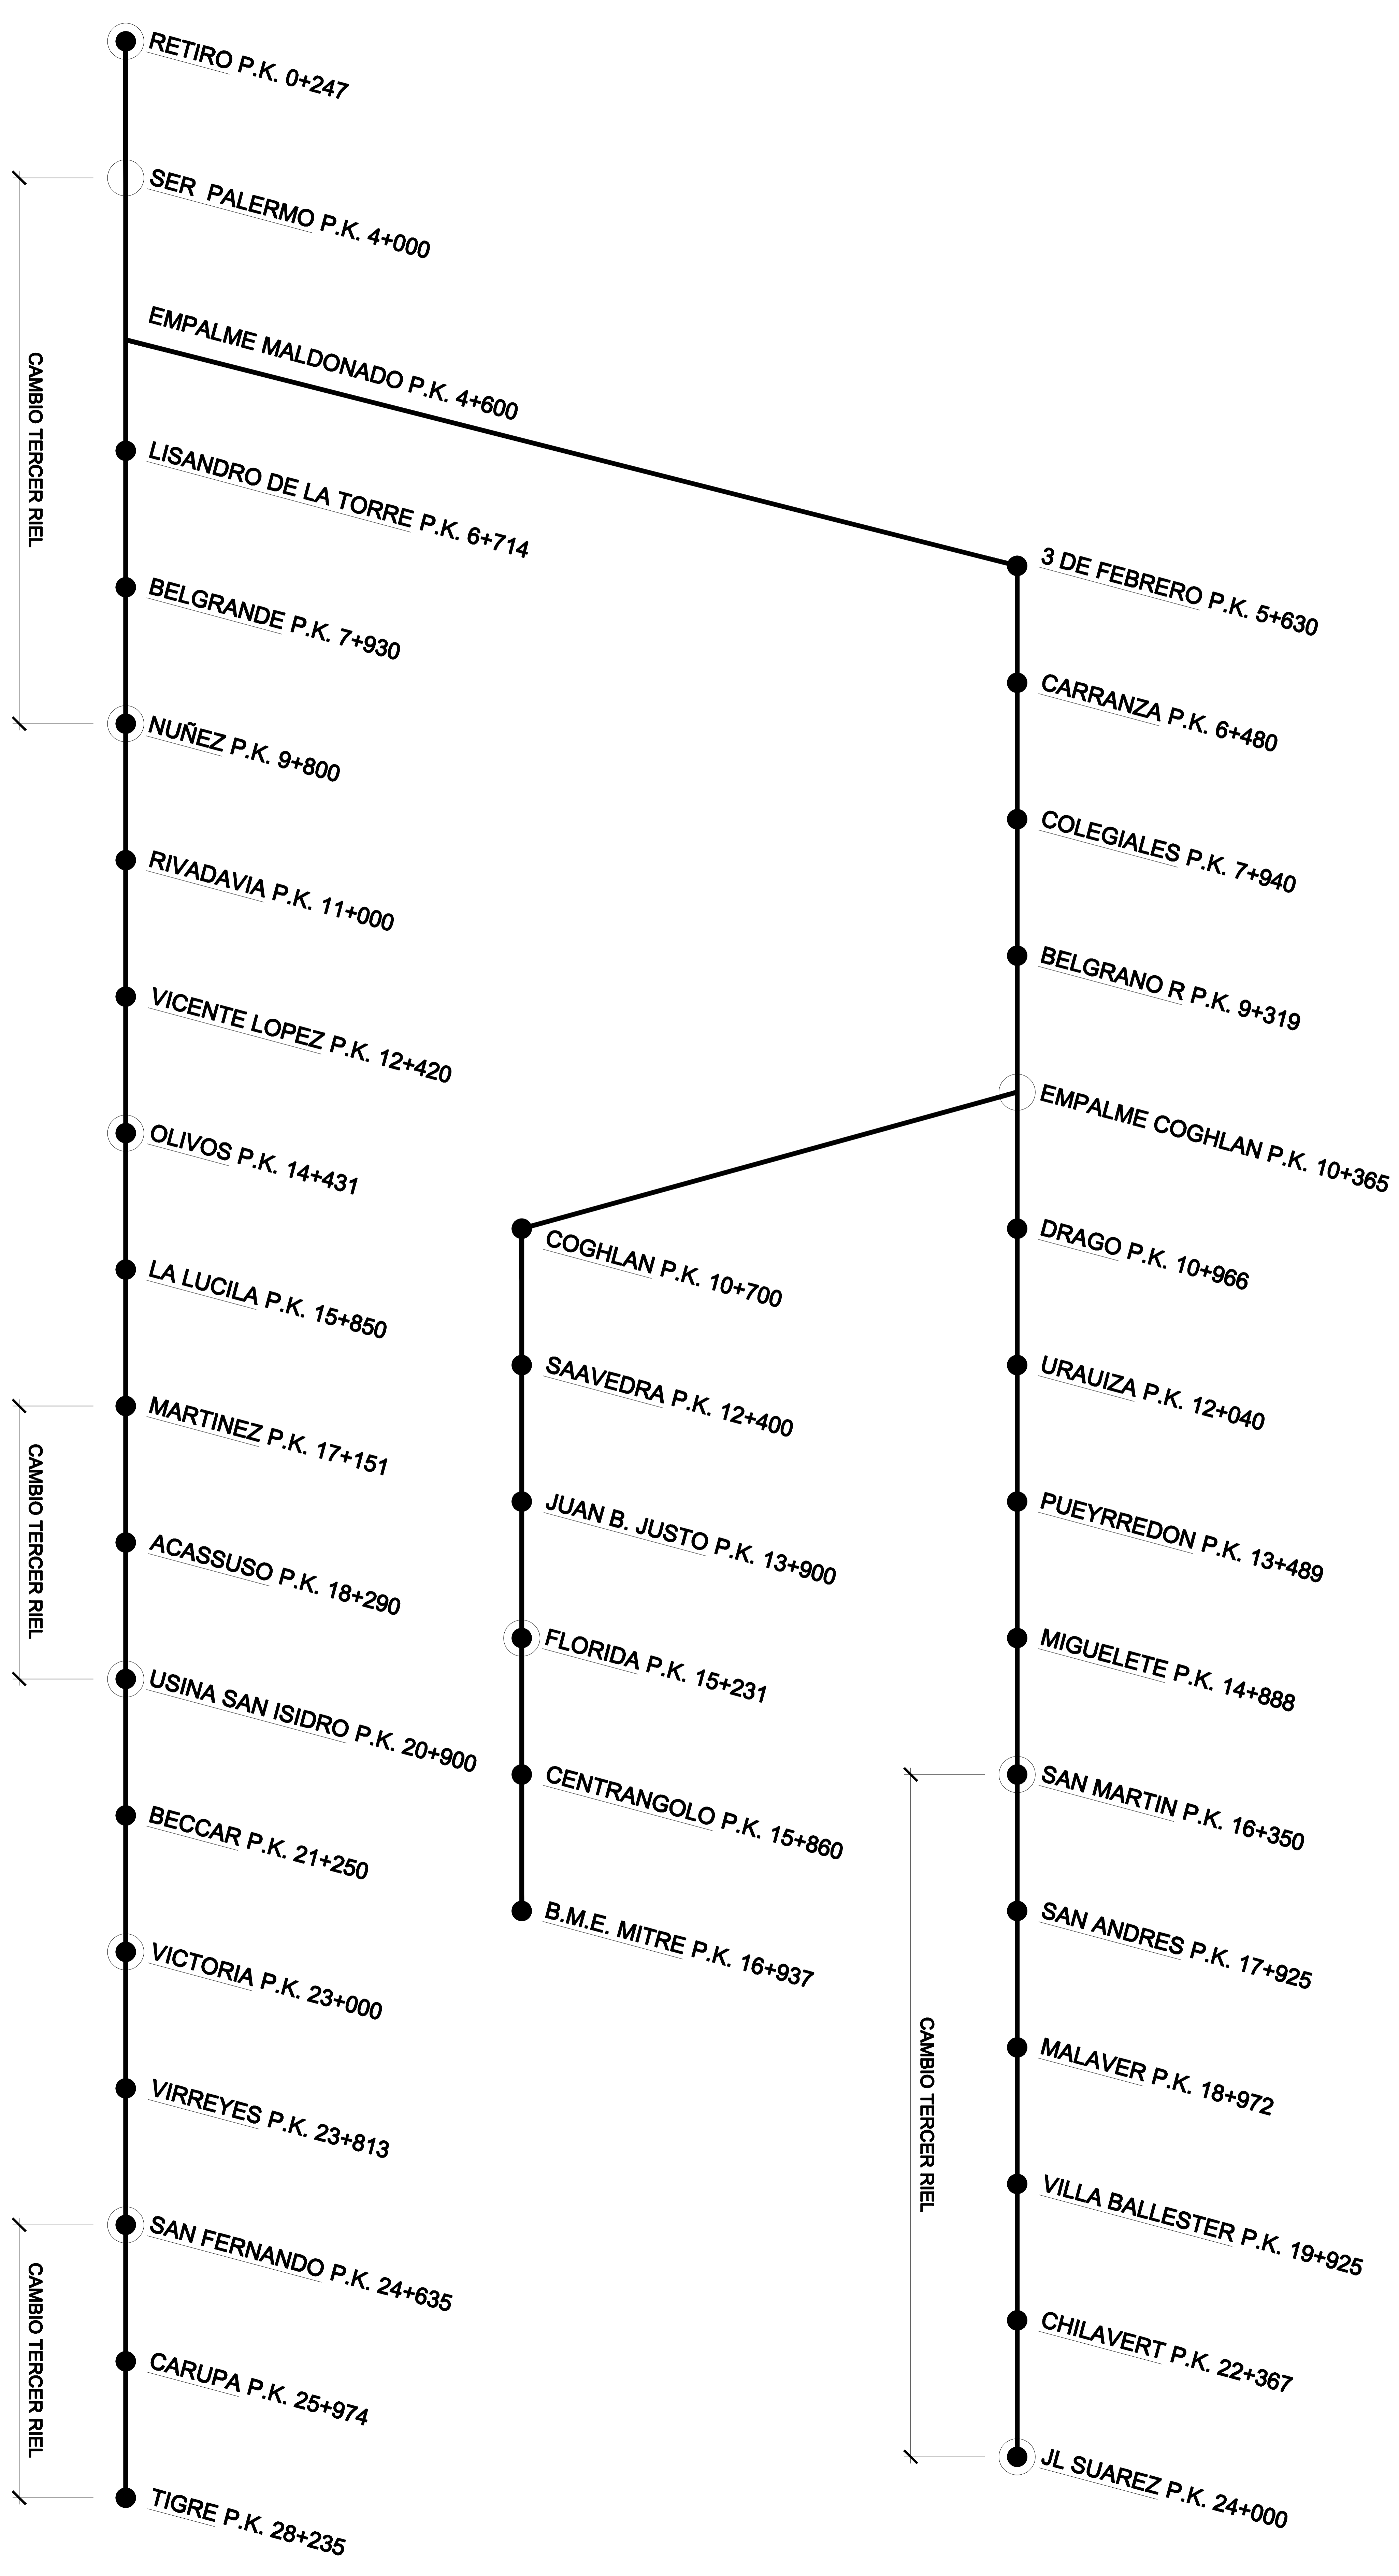 RETIRO P.K. 0+247
SER PALERMO P.K. 4+000
EMPALME MALDONADO P.K. 4+600
LISANDRO DE LA TORRE P.K. 6+714
BELGRANDE P.K. 7+930
NUÑEZ P.K. 9+800
RIVADAVIA P.K. 11+000
VICENTE LOPEZ P.K. 12+420
OLIVOS P.K. 14+431
LA LUCILA P.K. 15+850
MARTINEZ P.K. 17+151
ACASSUSO P.K. 18+290
USINA SAN ISIDRO P.K. 20+900
BECCAR P.K. 21+250
VICTORIA P.K. 23+000
VIRREYES P.K. 23+813
SAN FERNANDO P.K. 24+635
CARUPA P.K. 25+974
TIGRE P.K. 28+235
CAMBIO TERCER RIEL
CAMBIO TERCER RIEL
CAMBIO TERCER RIEL
COGHLAN P.K. 10+700
SAAVEDRA P.K. 12+400
JUAN B. JUSTO P.K. 13+900
FLORIDA P.K. 15+231
CENTRANGOLO P.K. 15+860
B.M.E. MITRE P.K. 16+937
3 DE FEBRERO P.K. 5+630
CARRANZA P.K. 6+480
COLEGIALES P.K. 7+940
BELGRANO R P.K. 9+319
EMPALME COGHLAN P.K. 10+365
DRAGO P.K. 10+966
URAUIZA P.K. 12+040
PUEYRREDON P.K. 13+489
MIGUELETE P.K. 14+888
SAN MARTIN P.K. 16+350
SAN ANDRES P.K. 17+925
MALAVER P.K. 18+972
VILLA BALLESTER P.K. 19+925
CHILAVERT P.K. 22+367
JL SUAREZ P.K. 24+000
CAMBIO TERCER RIEL